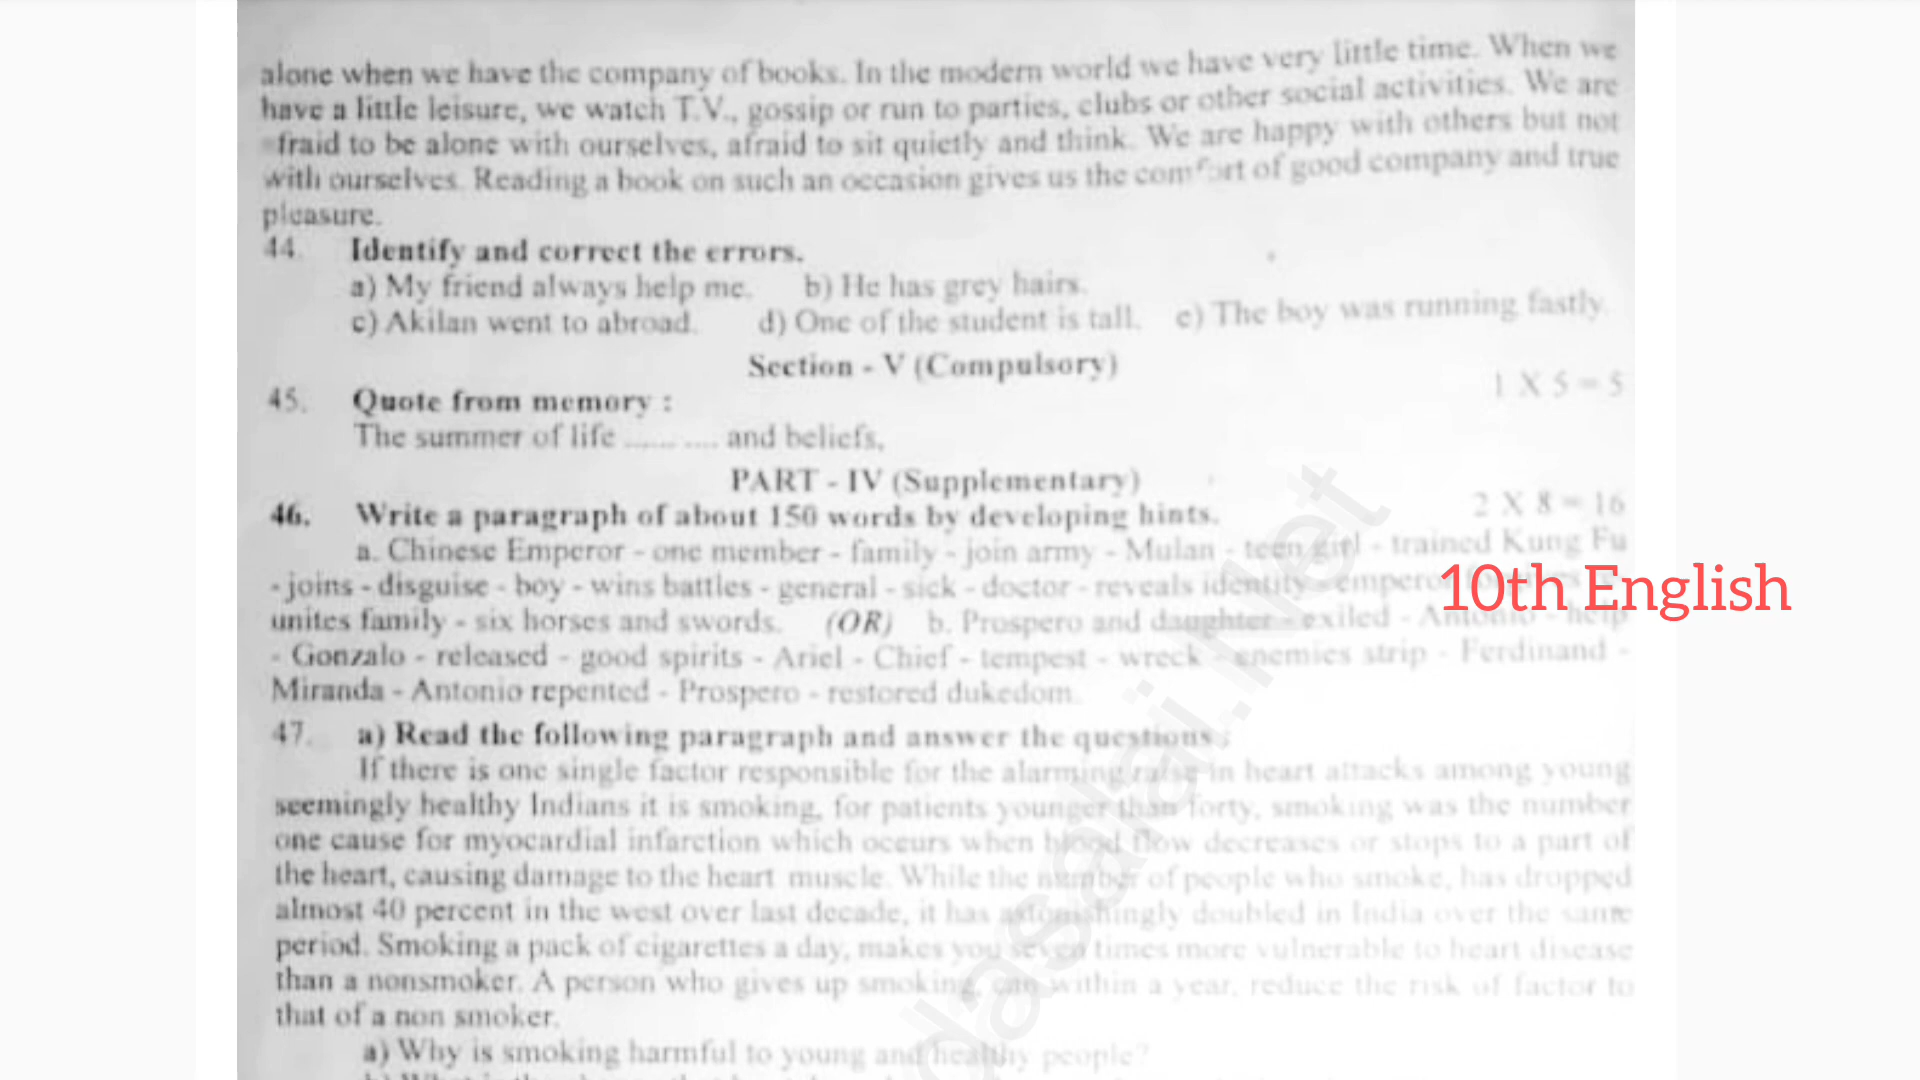 alone when we have the company of books. In the modern world we have very little time. When we
have a little leisure, we watch T.V., gossip or run to parties, clubs or other social activities. We are
fraid to be alone with ourselves, afraid to sit quietly and think. We are happy with others but not
with ourselves. Reading a book on such an occasion gives us the comfort of good company and true
pleasure.
44. Identify and correct the errors.
a) My friend always help me. b) He has grey hairs.
c) Akilan went to abroad. d) One of the student is tall. e) The boy was running fastly.
Section - V (Compulsory)
1 X 5 = 5
45. Quote from memory :
The summer of life ...... .... and beliefs,
PART - IV (Supplementary)
2 X 8 = 16
46. Write a paragraph of about 150 words by developing hints.
a. Chinese Emperor - one member - family - join army - Mulan - teen girl - trained Kung Fu
- joins - disguise - boy - wins battles - general - sick - doctor - reveals identity - emperor
10th English
unites family - six horses and swords. (OR) b. Prospero and daughter - exiled - Antonio - help
- Gonzalo - released - good spirits - Ariel - Chief - tempest - wreck - enemies strip - Ferdinand -
Miranda - Antonio repented - Prospero - restored dukedom.
47. a) Read the following paragraph and answer the questions :
If there is one single factor responsible for the alarming raise in heart attacks among young
seemingly healthy Indians it is smoking, for patients younger than forty, smoking was the number
one cause for myocardial infarction which occurs when blood flow decreases or stops to a part of
the heart, causing damage to the heart muscle. While the number of people who smoke, has dropped
almost 40 percent in the west over last decade, it has astonishingly doubled in India over the same
period. Smoking a pack of cigarettes a day, makes you seven times more vulnerable to heart disease
than a nonsmoker. A person who gives up smoking, can within a year, reduce the risk of factor to
that of a non smoker.
a) Why is smoking harmful to young and healthy people?